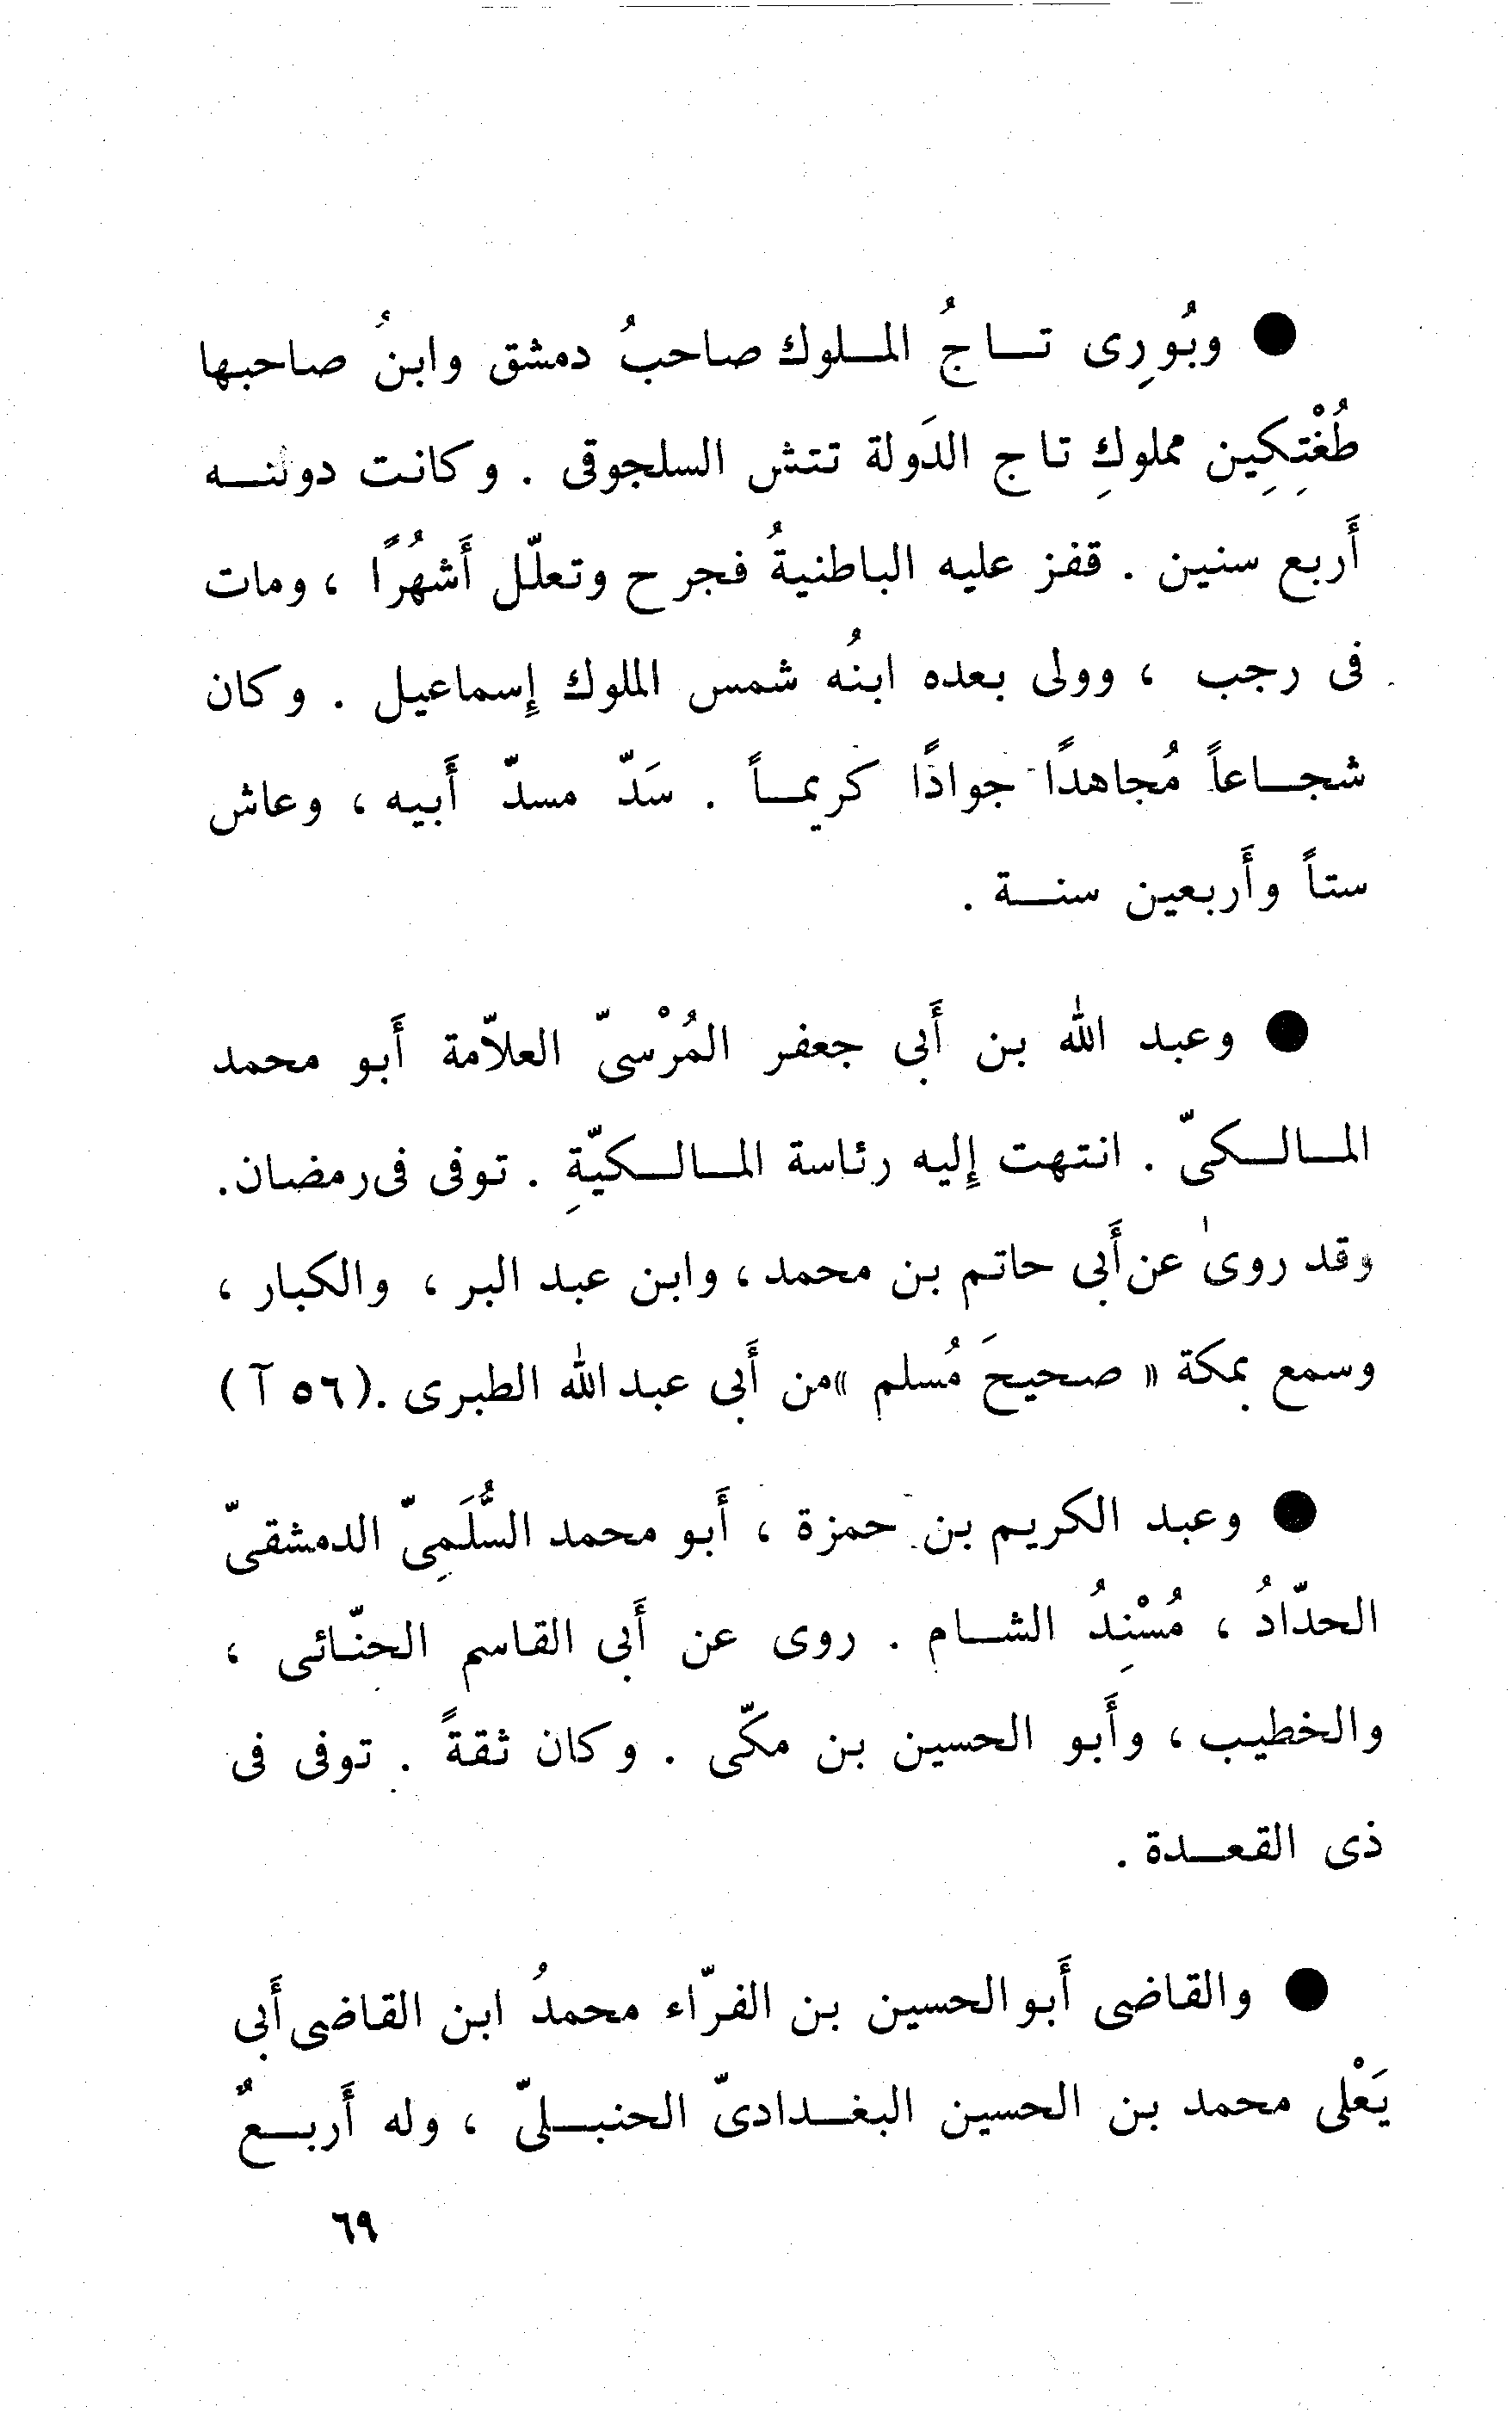 ● وبُورِى تاجُ الملوك صاحبُ دمشق وابنُ صاحبها
طُغْتِكِين مملوكِ تاج الدَولة تتش السلجوقى . وكانت دولته
أَربع سنين . قفز عليه الباطنيةُ فجرح وتعلّل أَشهُرًا ، ومات
فى رجب ، وولى بعده ابنُه شمس الملوك إسماعيل . وكان
شجاعاً مُجاهدًا جوادًا كريماً . سَدّ مسدّ أَبيه ، وعاش
ستاً وأَربعين سنة .
● وعبد الله بن أَبى جعفر المُرْسىّ العلاّمة أَبو محمد
المالكىّ . انتهت إليه رئاسة المالكيّةِ . توفى فى رمضان.
وقد روىٰ عن أَبى حاتم بن محمد ، وابن عبد البر ، والكبار ،
وسمع بمكة « صحيحَ مُسلم » من أَبى عبد الله الطبرى .(٥٦ آ)
● وعبد الكريم بن حمزة ، أَبو محمد السُّلَمِىّ الدمشقىّ
الحدّادُ ، مُسْنِدُ الشام . روى عن أَبى القاسم الحنّائى ،
والخطيب ، وأَبو الحسين بن مكّى . وكان ثقةً . توفى فى
ذى القعدة .
● والقاضى أَبو الحسين بن الفرّاء محمدُ ابن القاضى أَبى
يَعْلى محمد بن الحسين البغدادىّ الحنبلىّ ، وله أَربعٌ
٦٩